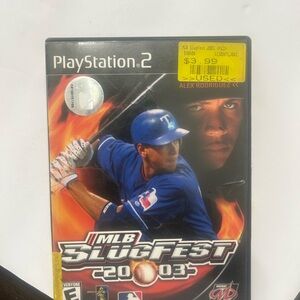 PlayStation 2
$3.99
>>USED<<
ALEX RODRIGUEZ <<
T
MLB
SLUGFEST
-20 03-
E